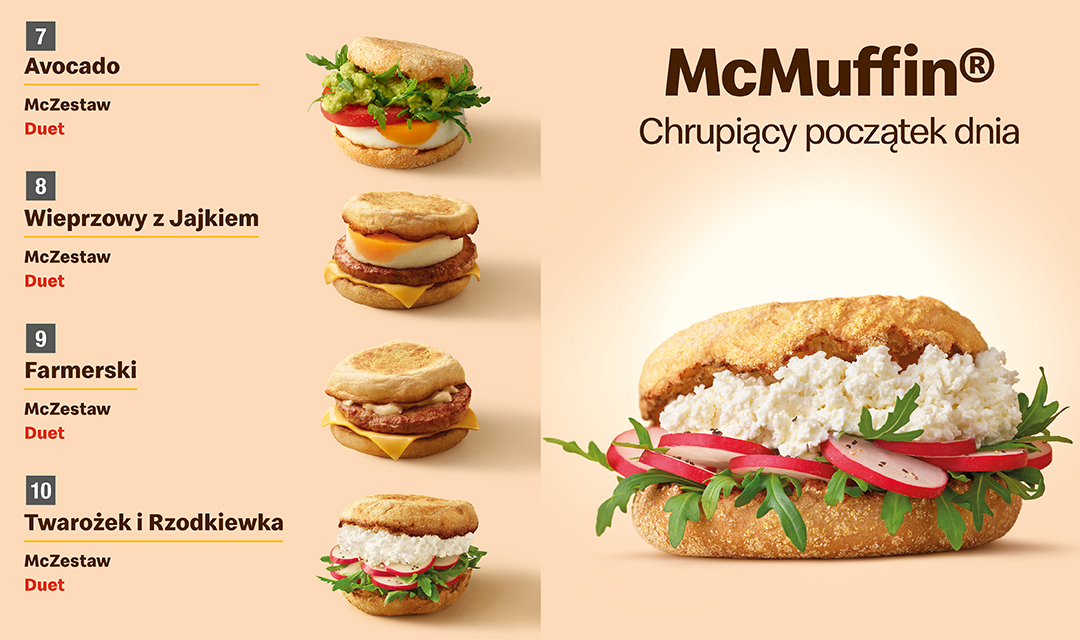 7
Avocado
McZestaw
Duet
8
Wieprzowy z Jajkiem
McZestaw
Duet
9
Farmerski
McZestaw
Duet
10
Twarożek i Rzodkiewka
McZestaw
Duet
McMuffin®
Chrupiący początek dnia